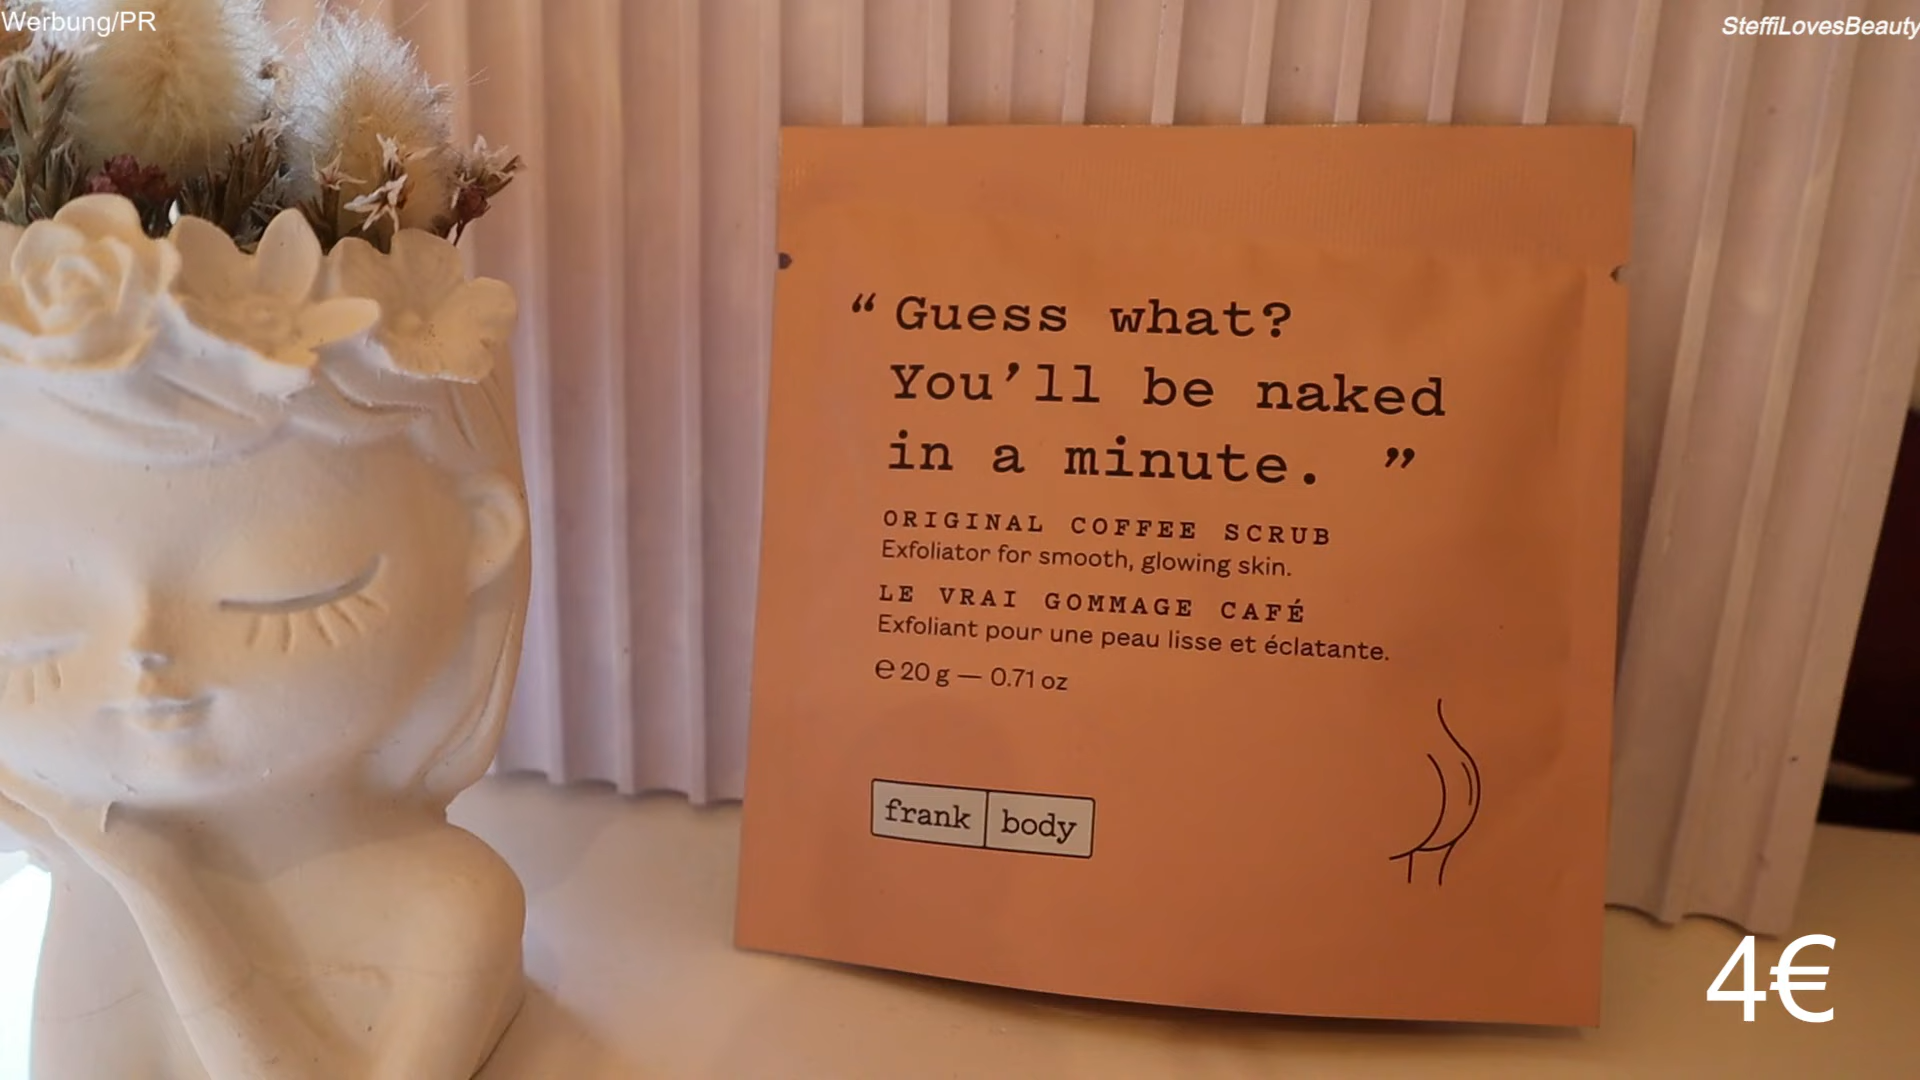 Werbung/PR
SteffiLovesBeauty
“ Guess what?
You’ll be naked
in a minute. ”
ORIGINAL COFFEE SCRUB
Exfoliator for smooth, glowing skin.
LE VRAI GOMMAGE CAFÉ
Exfoliant pour une peau lisse et éclatante.
℮ 20 g — 0.71 oz
frank body
4€